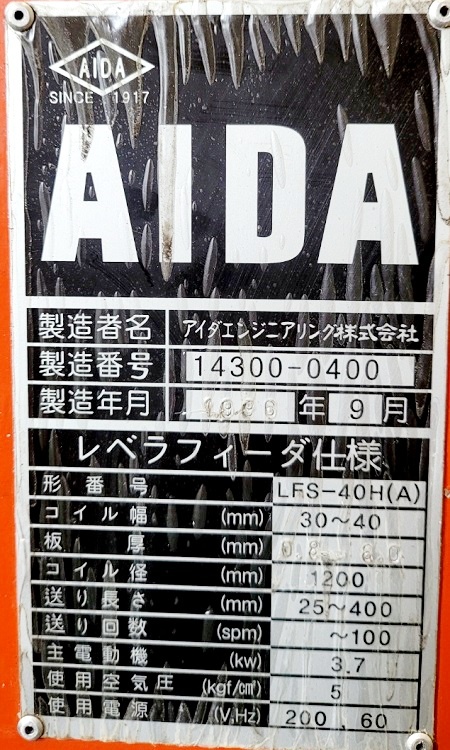 AIDA
SINCE 1917
AIDA
製造者名 アイダエンジニアリング株式会社
製造番号 14300-0400
製造年月 1996 年 9 月
レベラフィーダ仕様
形番号 LFS-40H(A)
コイル幅 (mm) 30～40
板厚 (mm)
コイル径 (mm) 1200
送り長さ (mm) 25～400
送り回数 (spm) ～100
主電動機 (kw) 3.7
使用空気圧 (kgf/c㎡) 5
使用電源 (V,Hz) 200 , 60